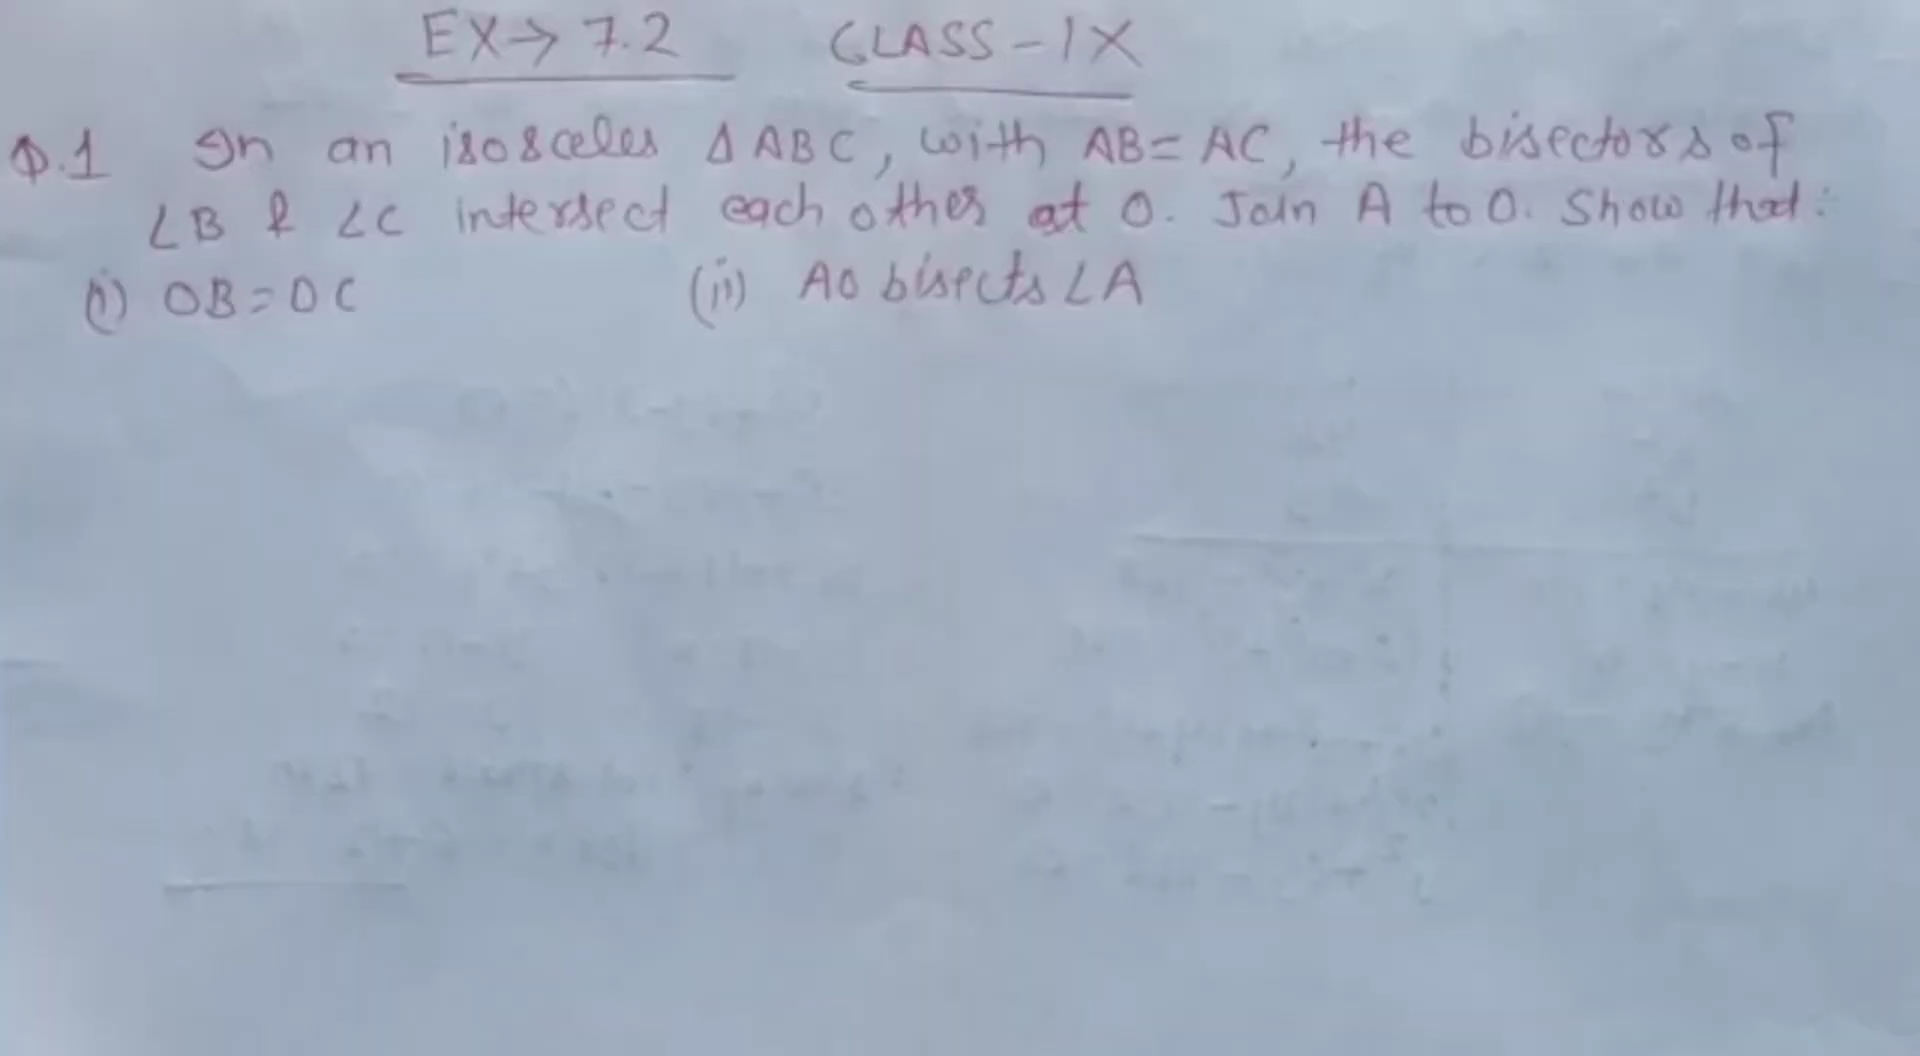 EX→ 7.2 CLASS-IX
Q.1 In an isosceles ΔABC, with AB=AC, the bisectors of
∠B & ∠C intersect each other at O. Join A to O. Show that:
(i) OB=OC (ii) AO bisects ∠A